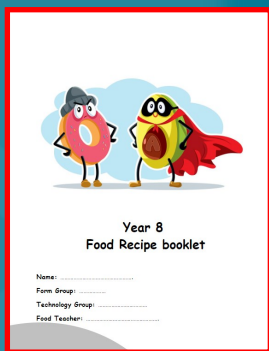 Year 8
Food Recipe booklet
Name: ………………………………
Form Group: …………
Technology Group: …………………
Food Teacher: ……………………………